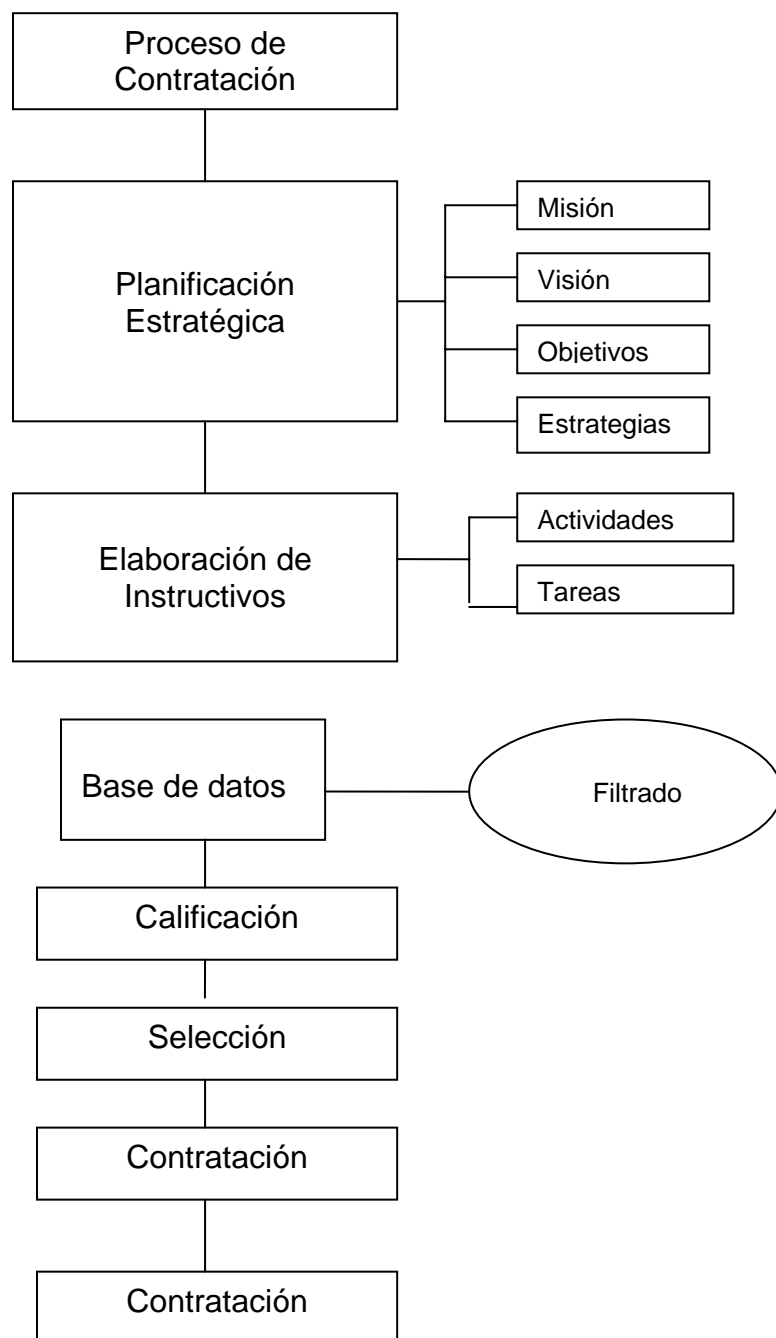 Proceso de
Contratación
Planificación
Estratégica
Misión
Visión
Objetivos
Estrategias
Elaboración de
Instructivos
Actividades
Tareas
Base de datos
Filtrado
Calificación
Selección
Contratación
Contratación